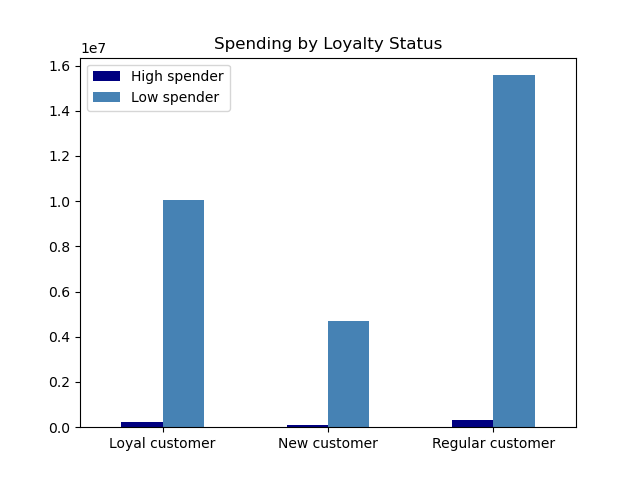 Spending by Loyalty Status
1e7
High spender
Low spender
1.6
1.4
1.2
1.0
0.8
0.6
0.4
0.2
0.0
Loyal customer New customer Regular customer